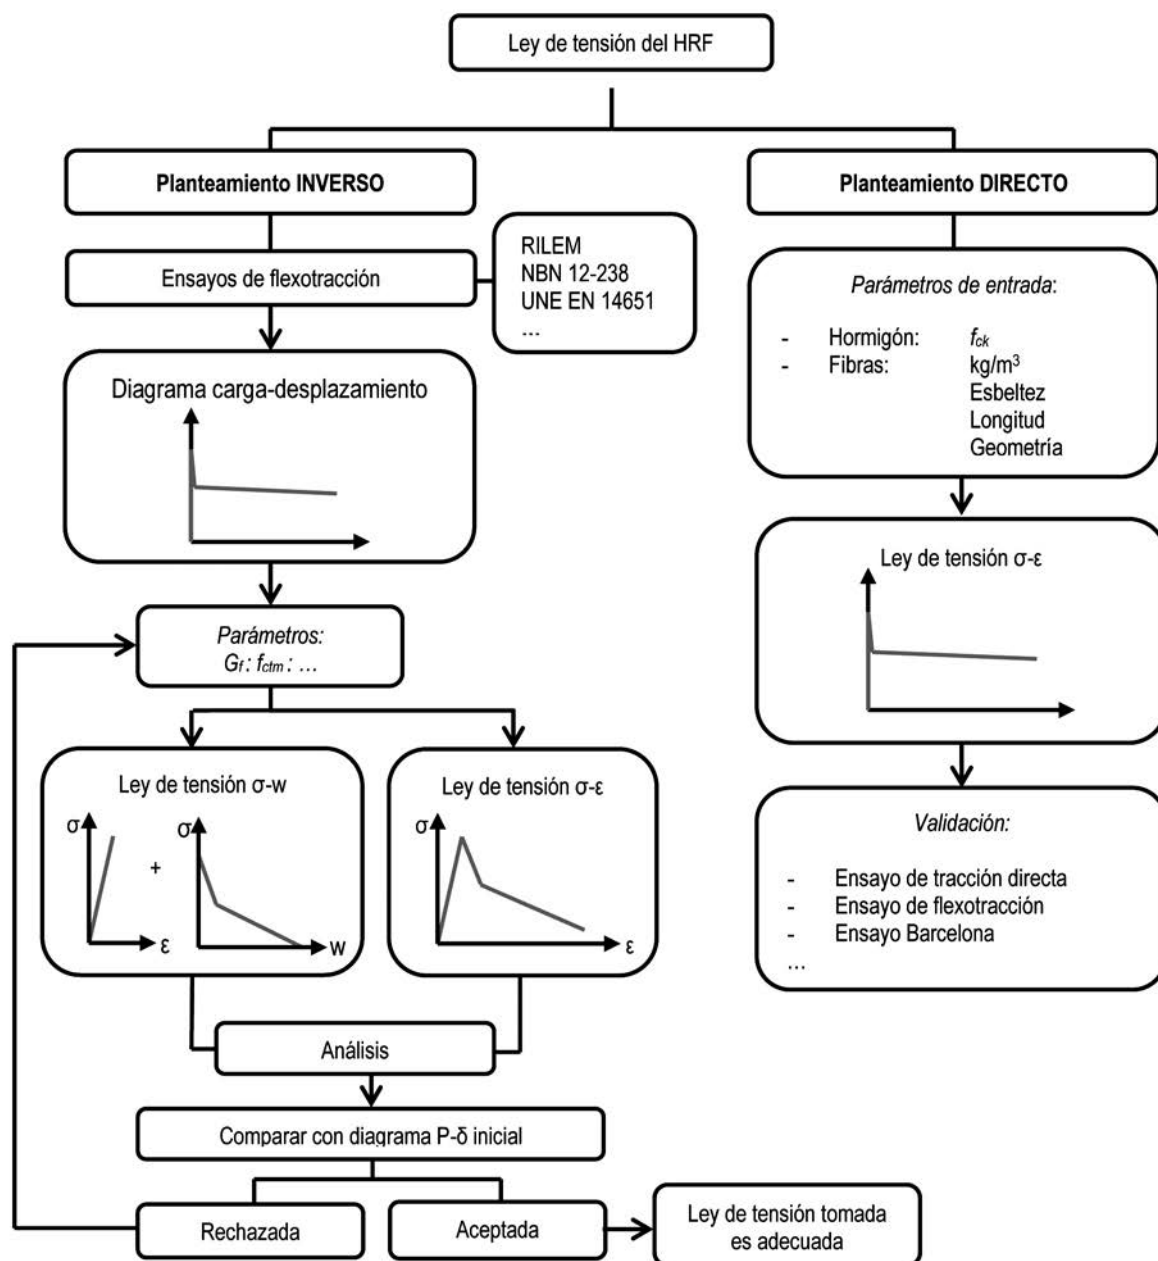 Ley de tensión del HRF
Planteamiento INVERSO
Ensayos de flexotracción
RILEM
NBN 12-238
UNE EN 14651
...
Diagrama carga-desplazamiento
Parámetros:
Gf : fctm : ...
Ley de tensión σ-w
σ
+
ε
σ
w
Ley de tensión σ-ε
σ
ε
Análisis
Comparar con diagrama P-δ inicial
Rechazada
Aceptada
Ley de tensión tomada
es adecuada
Planteamiento DIRECTO
Parámetros de entrada:
- Hormigón: fck
- Fibras: kg/m³
Esbeltez
Longitud
Geometría
Ley de tensión σ-ε
Validación:
- Ensayo de tracción directa
- Ensayo de flexotracción
- Ensayo Barcelona
...